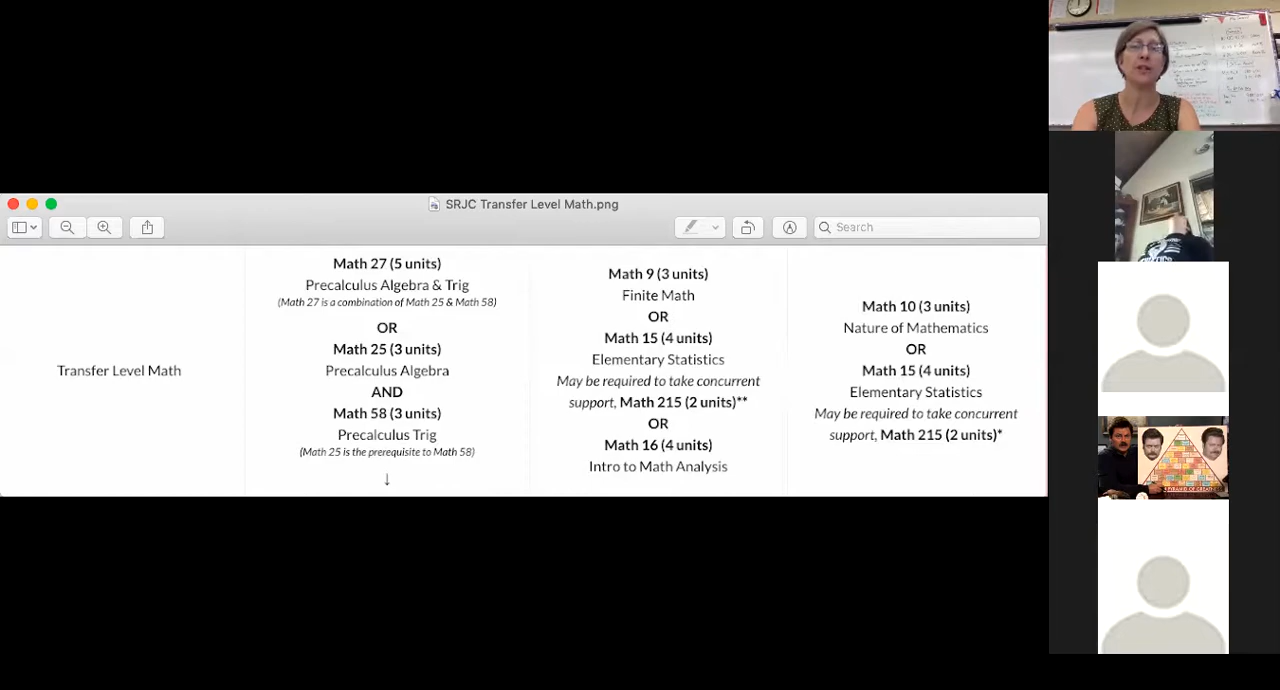 SRJC Transfer Level Math.png
Search
Transfer Level Math
Math 27 (5 units)
Precalculus Algebra & Trig
(Math 27 is a combination of Math 25 & Math 58)
OR
Math 25 (3 units)
Precalculus Algebra
AND
Math 58 (3 units)
Precalculus Trig
(Math 25 is the prerequisite to Math 58)
↓
Math 9 (3 units)
Finite Math
OR
Math 15 (4 units)
Elementary Statistics
May be required to take concurrent
support, Math 215 (2 units)**
OR
Math 16 (4 units)
Intro to Math Analysis
Math 10 (3 units)
Nature of Mathematics
OR
Math 15 (4 units)
Elementary Statistics
May be required to take concurrent
support, Math 215 (2 units)*